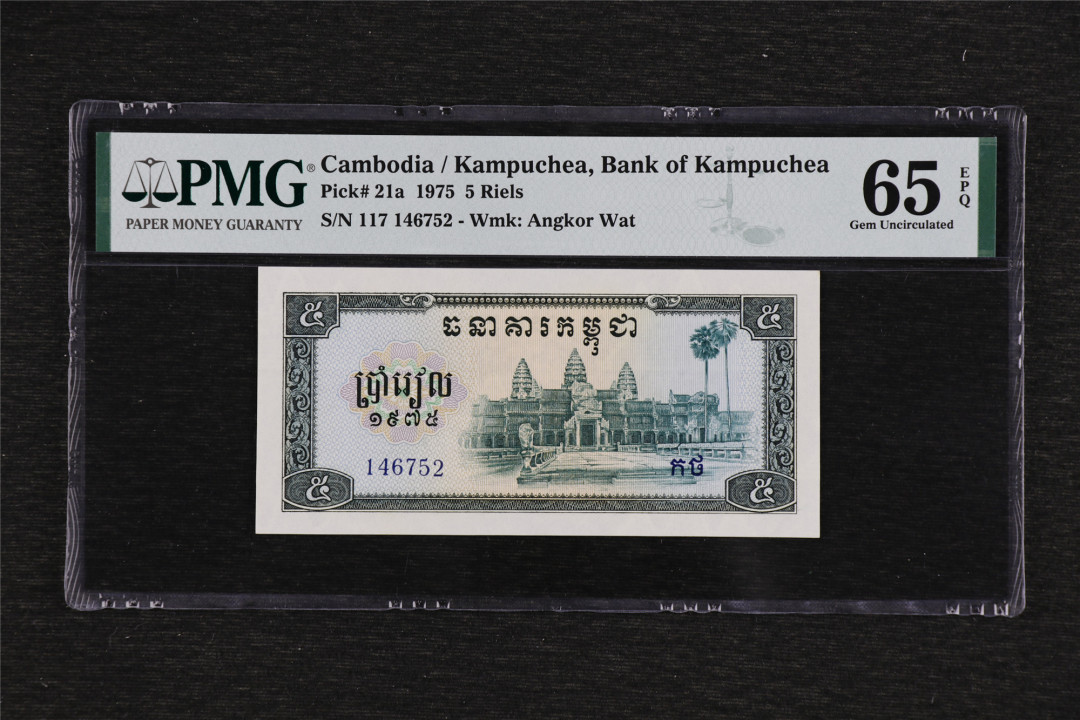 PMG®
PAPER MONEY GUARANTY
Cambodia / Kampuchea, Bank of Kampuchea
Pick# 21a 1975 5 Riels
S/N 117 146752 - Wmk: Angkor Wat
65
EPQ
Gem Uncirculated
៥ ៥
ធនាគារកម្ពុជា
ប្រាំរៀល
១៩៧៥
146752
កថ
៥ ៥